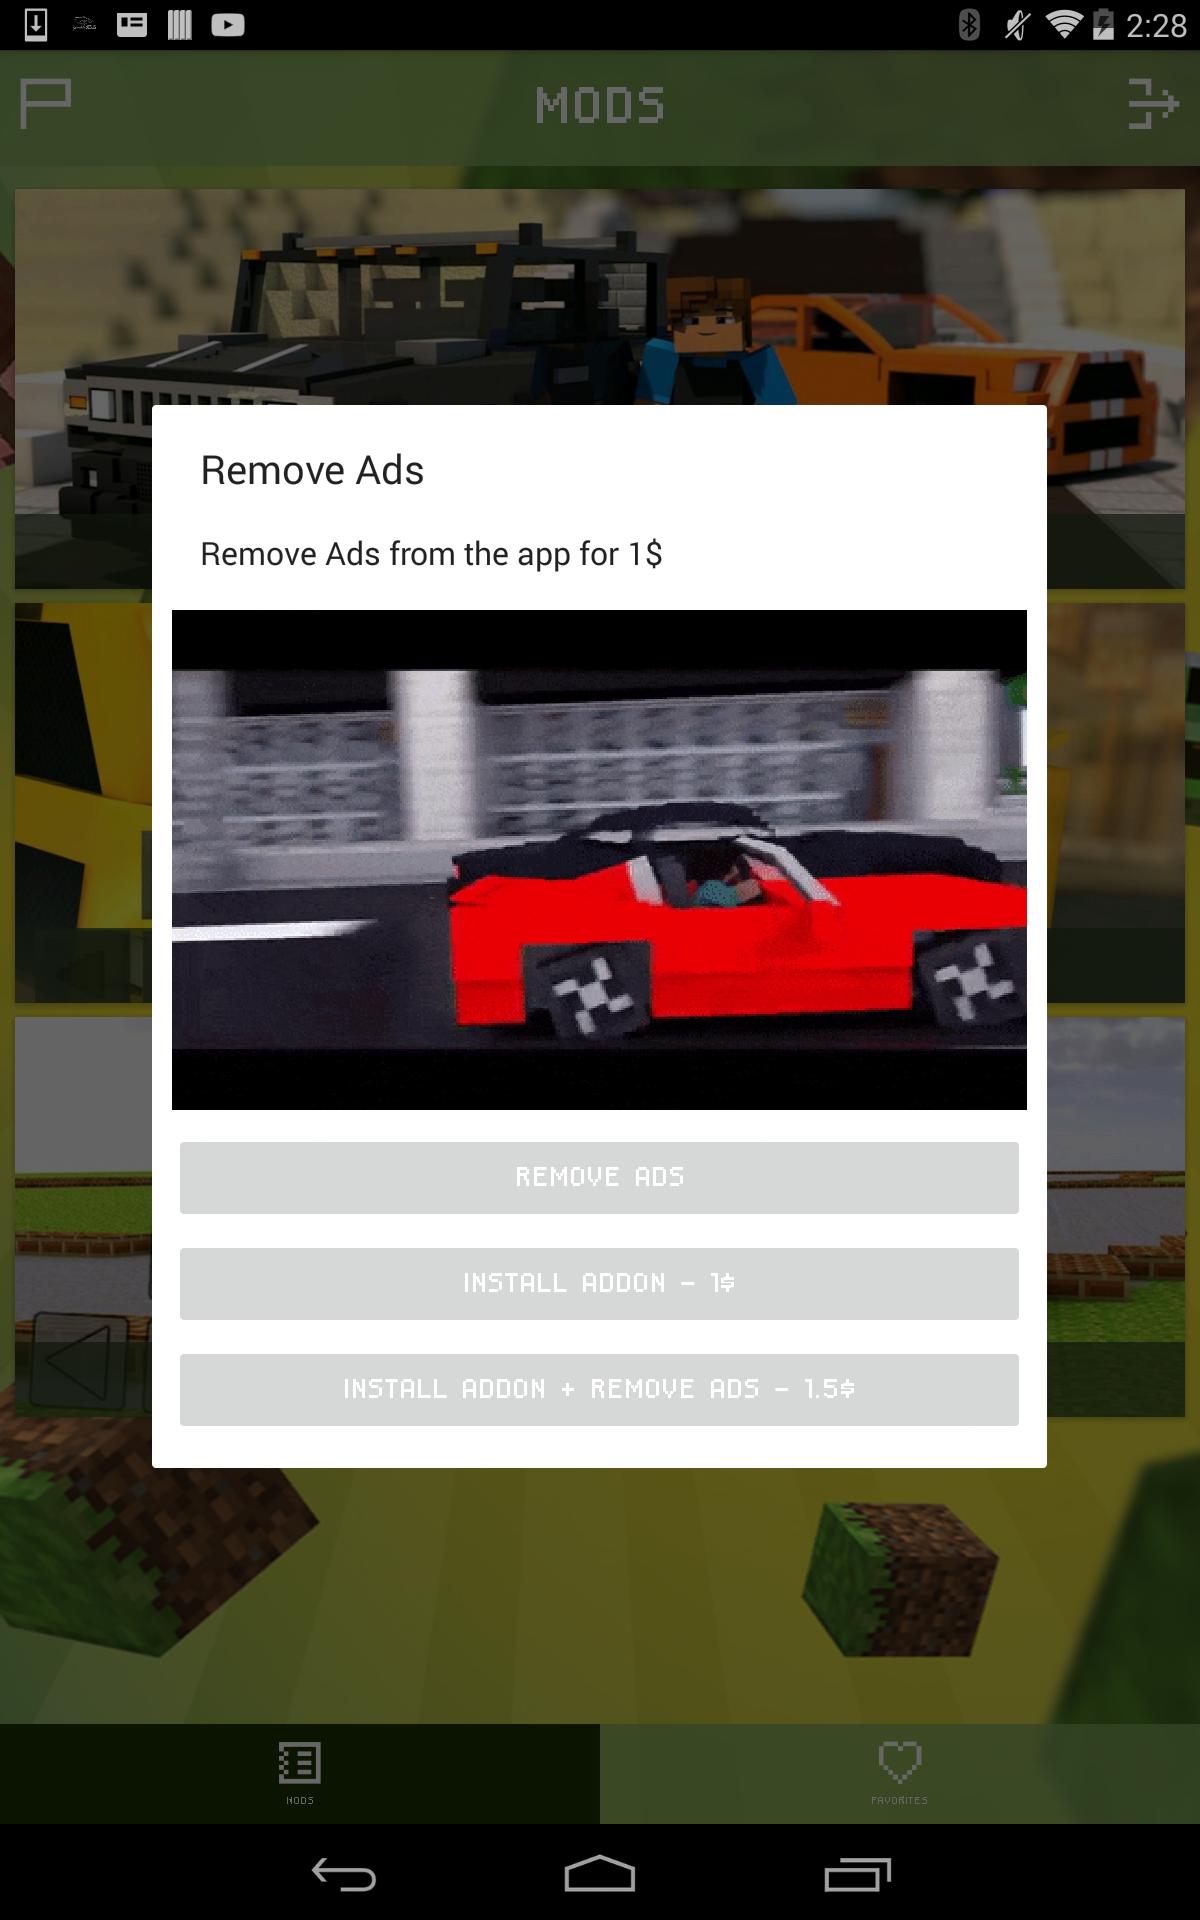 2:28
MODS
Remove Ads
Remove Ads from the app for 1$
REMOVE ADS
INSTALL ADDON - 1$
INSTALL ADDON + REMOVE ADS - 1.5$
MODS
FAVORITES